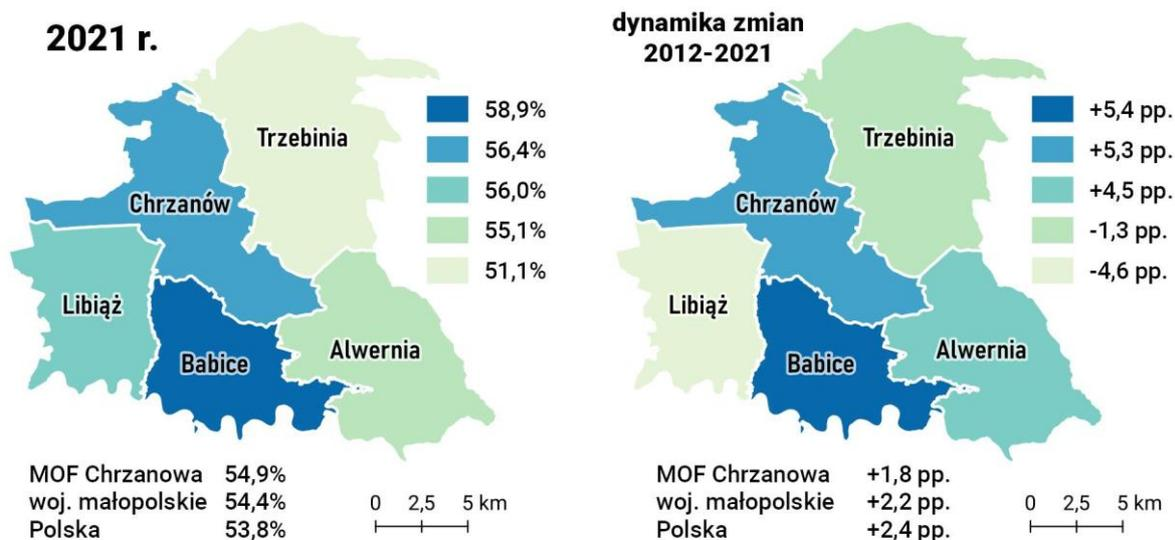 2021 r.
58,9%
56,4%
56,0%
55,1%
51,1%
Trzebinia
Chrzanów
Libiąż
Babice
Alwernia
MOF Chrzanowa 54,9%
woj. małopolskie 54,4%
Polska 53,8%
0 2,5 5 km
dynamika zmian
2012-2021
+5,4 pp.
+5,3 pp.
+4,5 pp.
-1,3 pp.
-4,6 pp.
Trzebinia
Chrzanów
Libiąż
Babice
Alwernia
MOF Chrzanowa +1,8 pp.
woj. małopolskie +2,2 pp.
Polska +2,4 pp.
0 2,5 5 km